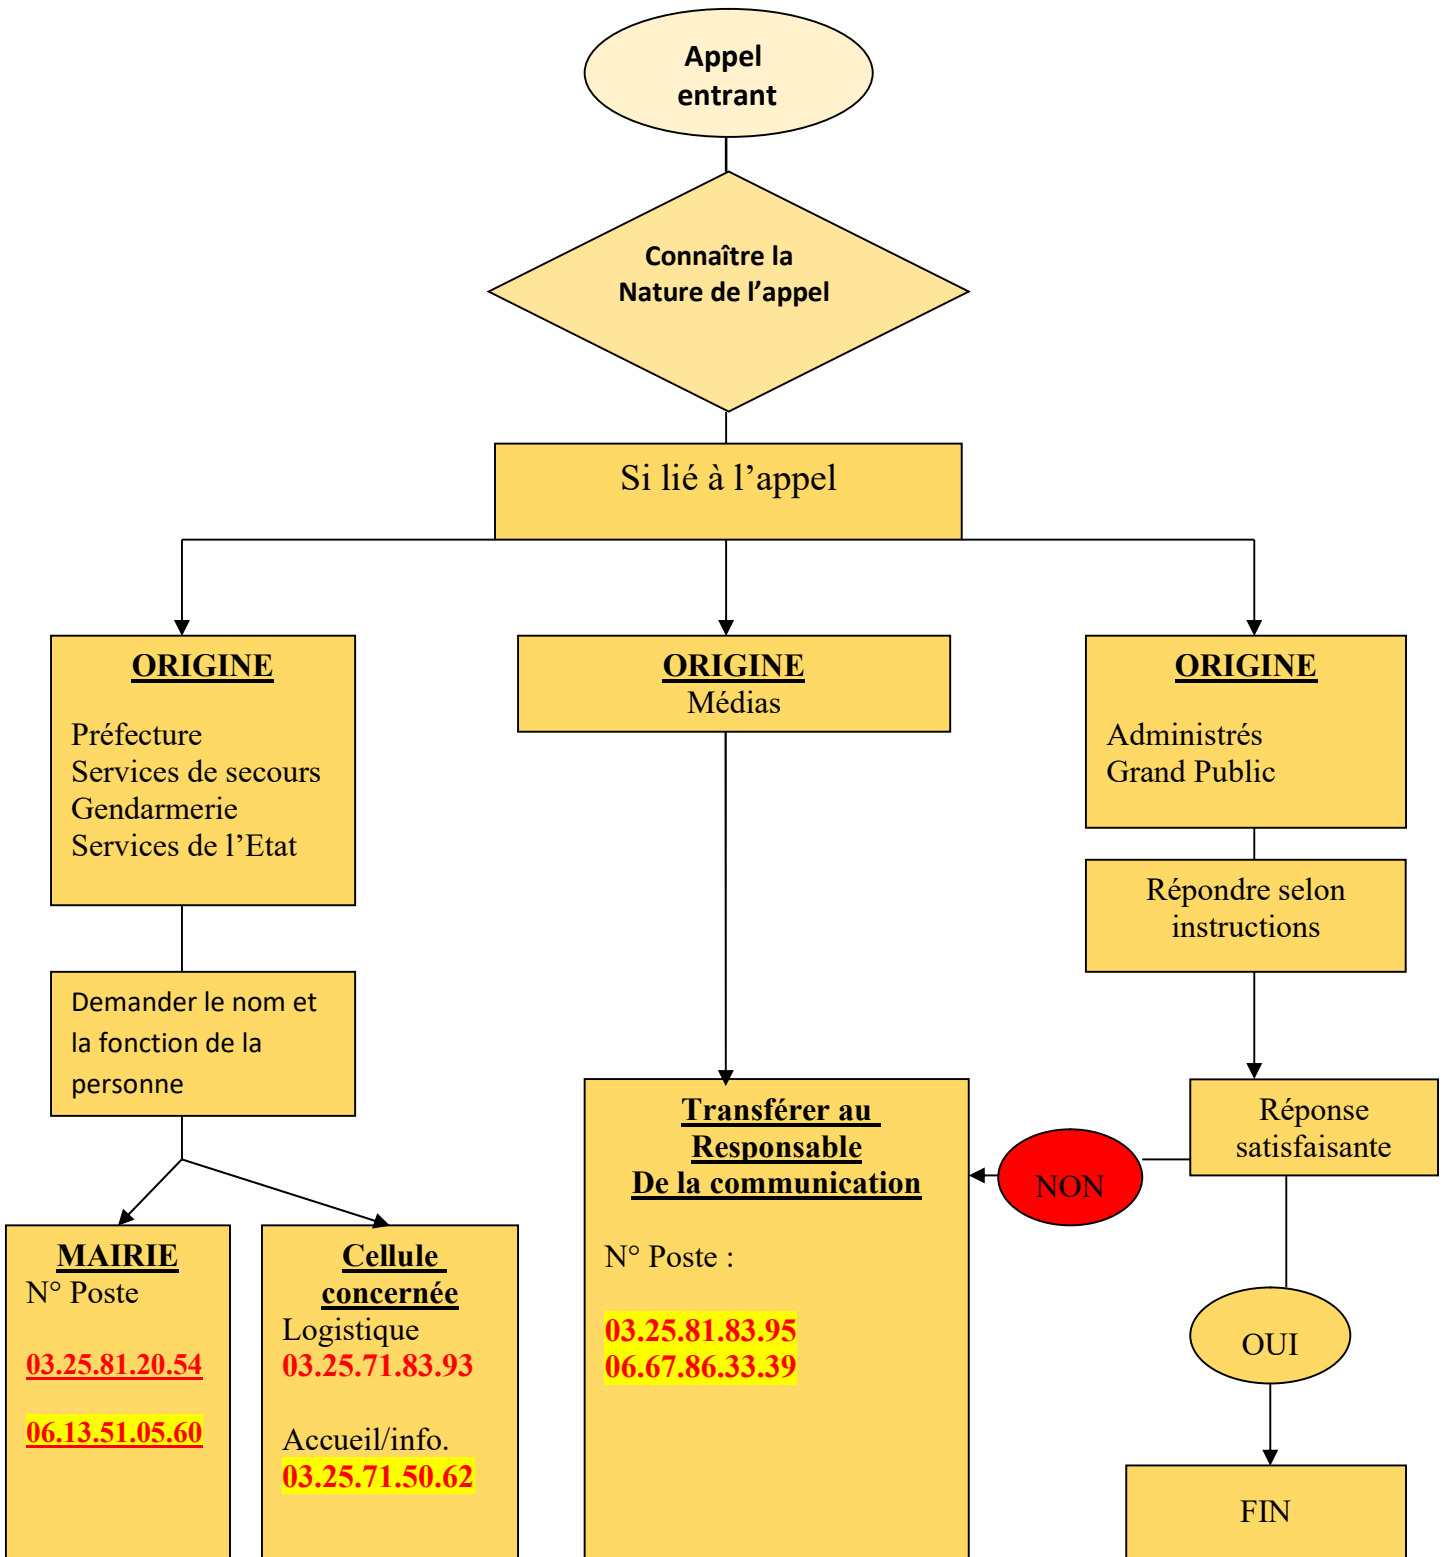 Appel
entrant
Connaître la
Nature de l’appel
Si lié à l’appel
ORIGINE
Préfecture
Services de secours
Gendarmerie
Services de l’Etat
ORIGINE
Médias
ORIGINE
Administrés
Grand Public
Répondre selon
instructions
Demander le nom et
la fonction de la
personne
Transférer au
Responsable
De la communication
N° Poste :
03.25.81.83.95
06.67.86.33.39
NON
Réponse
satisfaisante
MAIRIE
N° Poste
03.25.81.20.54
06.13.51.05.60
Cellule
concernée
Logistique
03.25.71.83.93
Accueil/info.
03.25.71.50.62
OUI
FIN